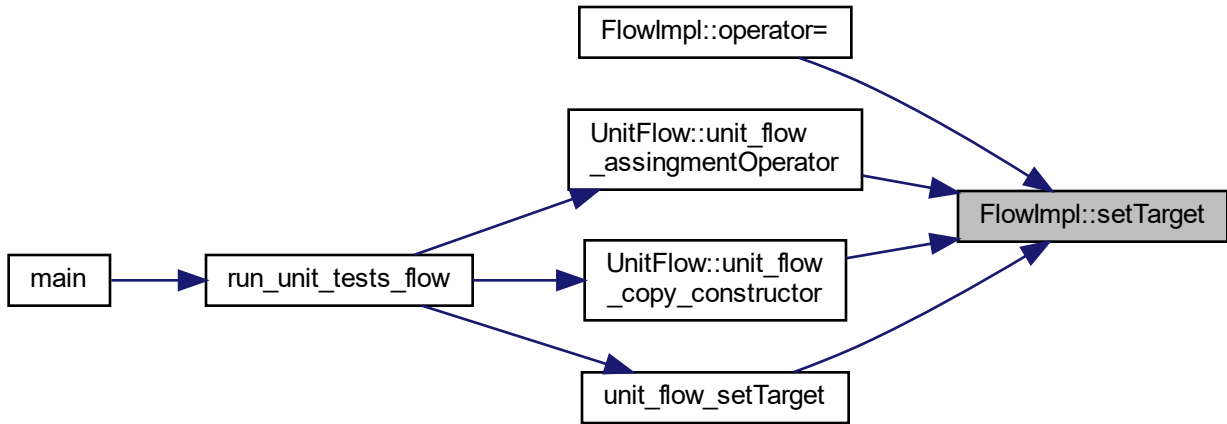 FlowImpl::operator=
UnitFlow::unit_flow
_assingmentOperator
FlowImpl::setTarget
main
run_unit_tests_flow
UnitFlow::unit_flow
_copy_constructor
unit_flow_setTarget